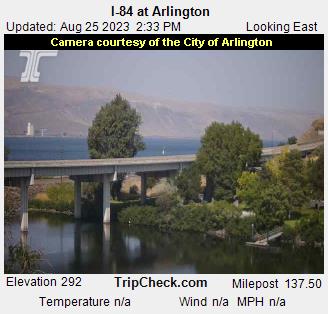 I-84 at Arlington
Updated: Aug 25 2023 2:33 PM Looking East
Camera courtesy of the City of Arlington
Elevation 292 TripCheck.com Milepost 137.50
Temperature n/a Wind n/a MPH n/a